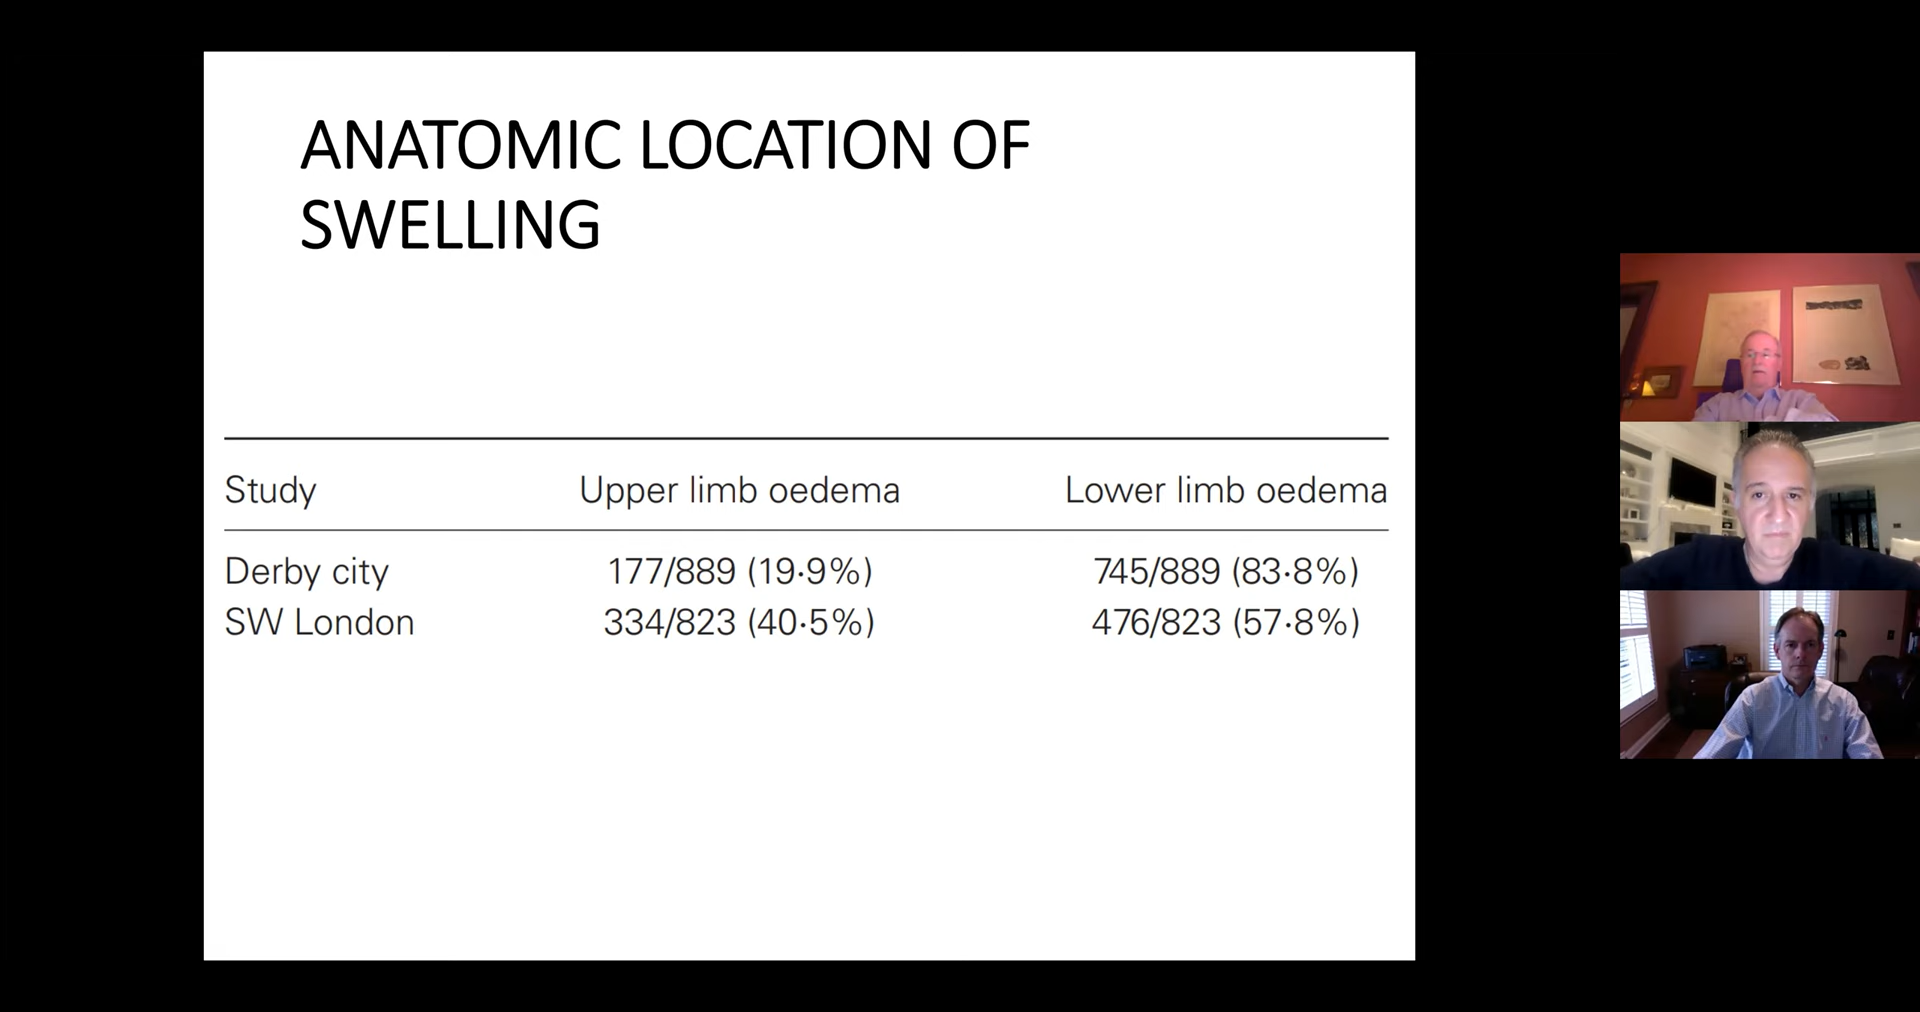 ANATOMIC LOCATION OF
SWELLING
Study Upper limb oedema Lower limb oedema
Derby city 177/889 (19·9%) 745/889 (83·8%)
SW London 334/823 (40·5%) 476/823 (57·8%)